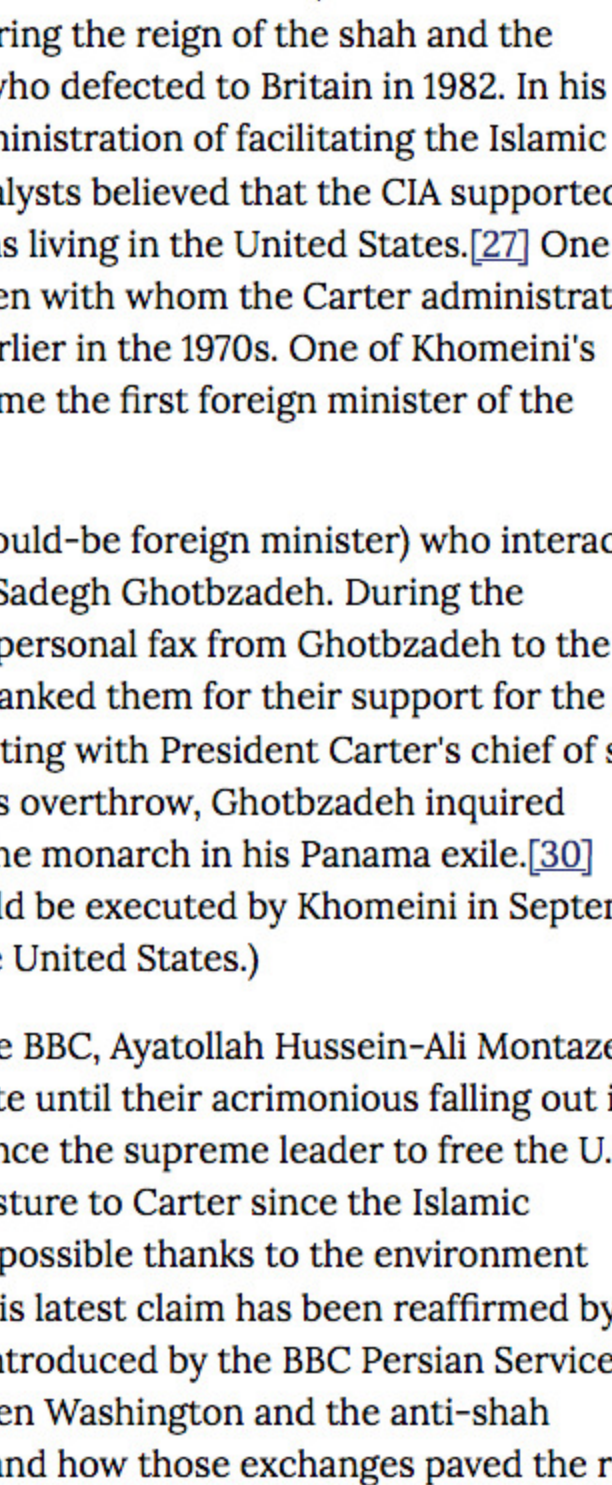 ring the reign of the shah and the
who defected to Britain in 1982. In his
ninistration of facilitating the Islamic
alysts believed that the CIA supported
s living in the United States.[27] One
en with whom the Carter administrat
rlier in the 1970s. One of Khomeini's
me the first foreign minister of the
ould-be foreign minister) who interac
Sadegh Ghotbzadeh. During the
personal fax from Ghotbzadeh to the
anked them for their support for the
ting with President Carter's chief of s
s overthrow, Ghotbzadeh inquired
he monarch in his Panama exile.[30]
ld be executed by Khomeini in Septem
e United States.)
e BBC, Ayatollah Hussein-Ali Montaze
te until their acrimonious falling out i
nce the supreme leader to free the U.
sture to Carter since the Islamic
possible thanks to the environment
is latest claim has been reaffirmed by
ntroduced by the BBC Persian Service
en Washington and the anti-shah
and how those exchanges paved the r